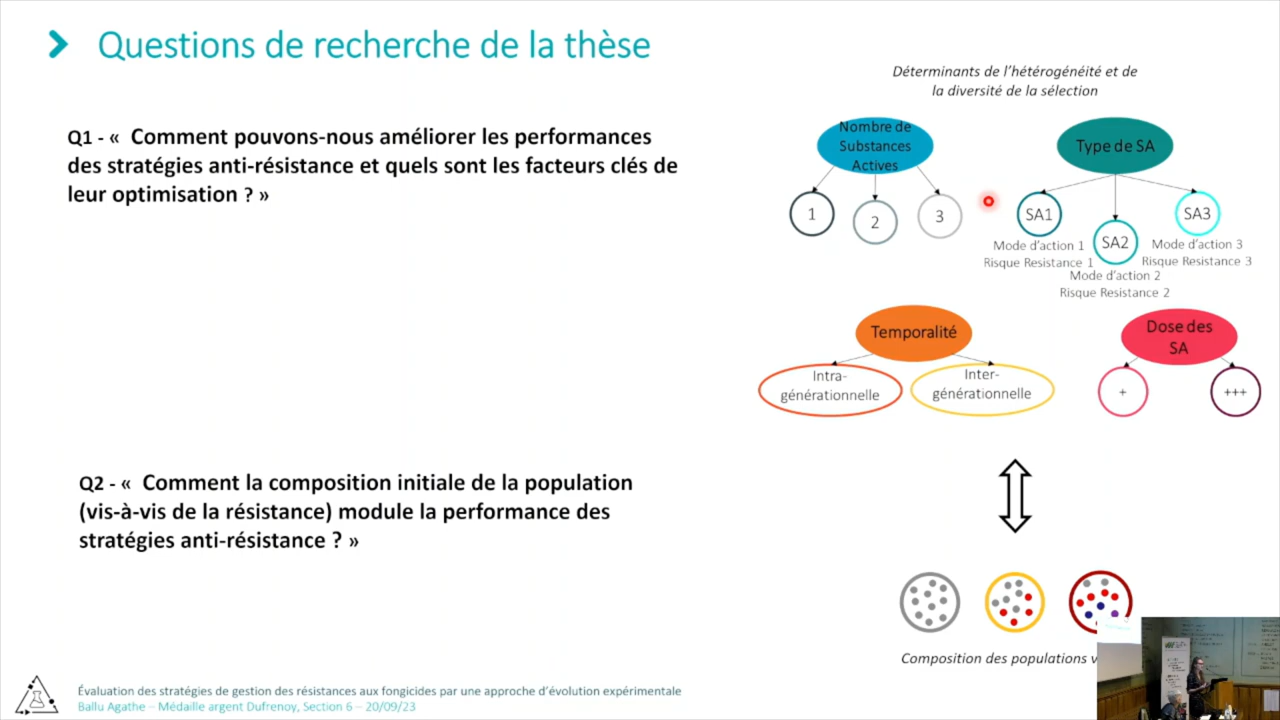 Questions de recherche de la thèse
Déterminants de l'hétérogénéité et de
la diversité de la sélection
Q1 - « Comment pouvons-nous améliorer les performances
des stratégies anti-résistance et quels sont les facteurs clés de
leur optimisation ? »
Nombre de
Substances
Actives
1
2
3
Type de SA
SA1
SA2
SA3
Mode d'action 1
Risque Resistance 1
Mode d'action 2
Risque Resistance 2
Mode d'action 3
Risque Resistance 3
Temporalité
Intra-
générationnelle
Inter-
générationnelle
Dose des
SA
+
+++
Q2 - « Comment la composition initiale de la population
(vis-à-vis de la résistance) module la performance des
stratégies anti-résistance ? »
Composition des populations v
Évaluation des stratégies de gestion des résistances aux fongicides par une approche d'évolution expérimentale
Ballu Agathe – Médaille argent Dufrenoy, Section 6 – 20/09/23